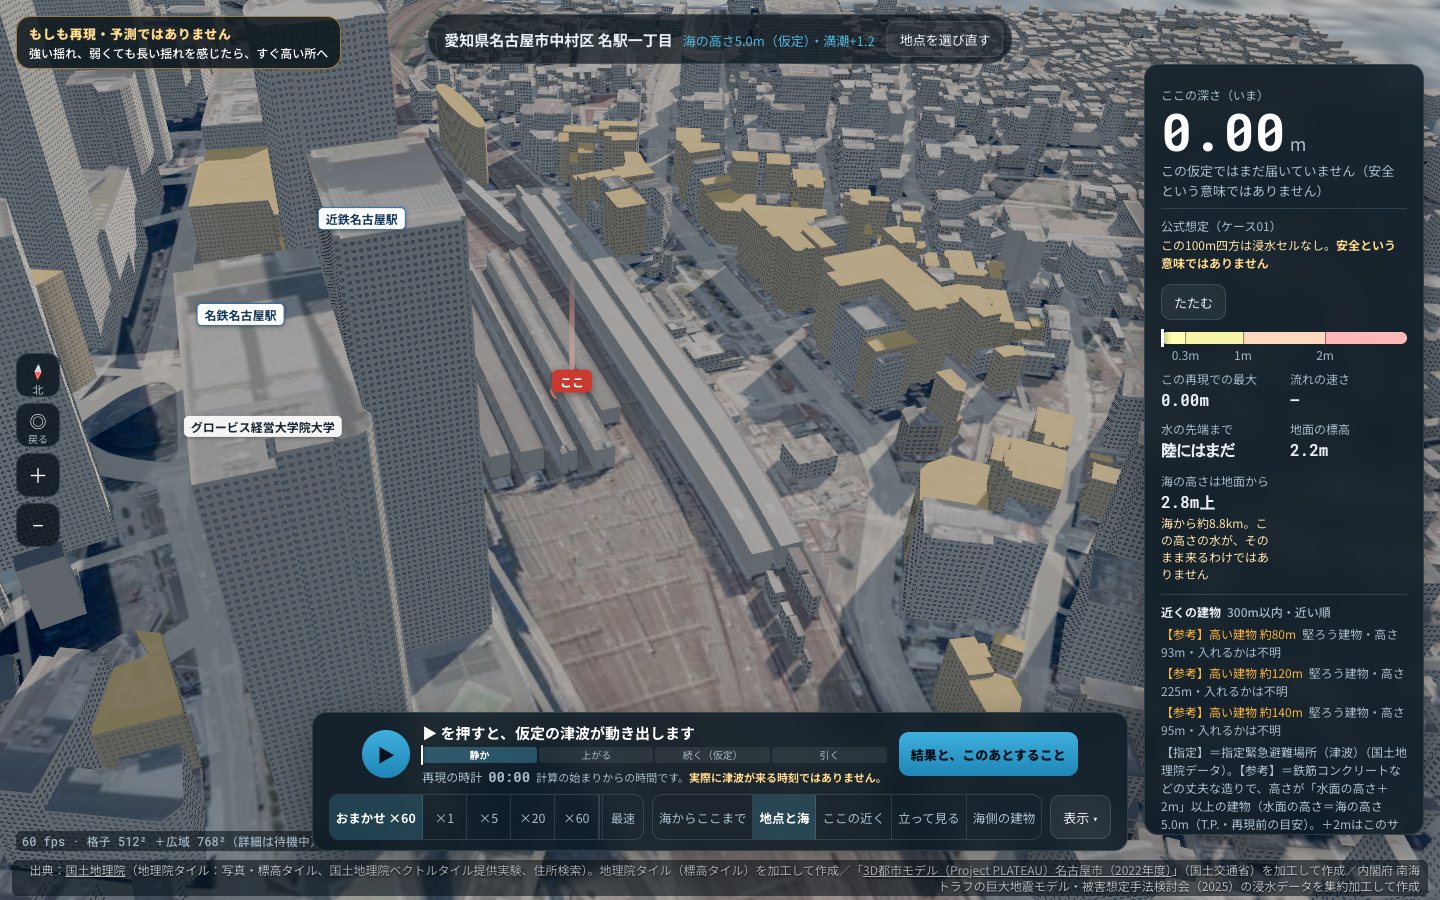 もしも再現・予測ではありません
強い揺れ、弱くても長い揺れを感じたら、すぐ高い所へ
愛知県名古屋市中村区 名駅一丁目 海の高さ5.0m（仮定）・満潮+1.2 地点を選び直す
ここの深さ（いま）
0.00 m
この仮定ではまだ届いていません（安全
という意味ではありません）
公式想定（ケース01）
この100m四方は浸水セルなし。安全という
意味ではありません
たたむ
0.3m 1m 2m
この再現での最大 流れの速さ
0.00m –
水の先端まで 地面の標高
陸にはまだ 2.2m
海の高さは地面から
2.8m上
海から約8.8km。こ
の高さの水が、その
まま来るわけではあ
りません
近くの建物 300m以内・近い順
【参考】高い建物 約80m 堅ろう建物・高さ
93m・入れるかは不明
【参考】高い建物 約120m 堅ろう建物・高さ
225m・入れるかは不明
【参考】高い建物 約140m 堅ろう建物・高さ
95m・入れるかは不明
【指定】＝指定緊急避難場所（津波）（国土地
理院データ）。【参考】＝鉄筋コンクリートな
どの丈夫な造りで、高さが「水面の高さ＋
2m」以上の建物（水面の高さ＝海の高さ
5.0m（T.P.・再現前の目安）。＋2mはこのサ
近鉄名古屋駅
名鉄名古屋駅
ここ
グロービス経営大学院大学
北
◎
戻る
＋
−
▶ を押すと、仮定の津波が動き出します
静か 上がる 続く（仮定） 引く
再現の時計 00:00 計算の始まりからの時間です。実際に津波が来る時刻ではありません。
結果と、このあとすること
おまかせ ×60 ×1 ×5 ×20 ×60 最速 海からここまで 地点と海 ここの近く 立って見る 海側の建物 表示 ▾
60 fps · 格子 512² ＋広域 768²（詳細は待機中）
出典：国土地理院（地理院タイル：写真・標高タイル、国土地理院ベクトルタイル提供実験、住所検索）。地理院タイル（標高タイル）を加工して作成／「3D都市モデル（Project PLATEAU）名古屋市（2022年度）」（国土交通省）を加工して作成／内閣府 南海
トラフの巨大地震モデル・被害想定手法検討会（2025）の浸水データを集約加工して作成